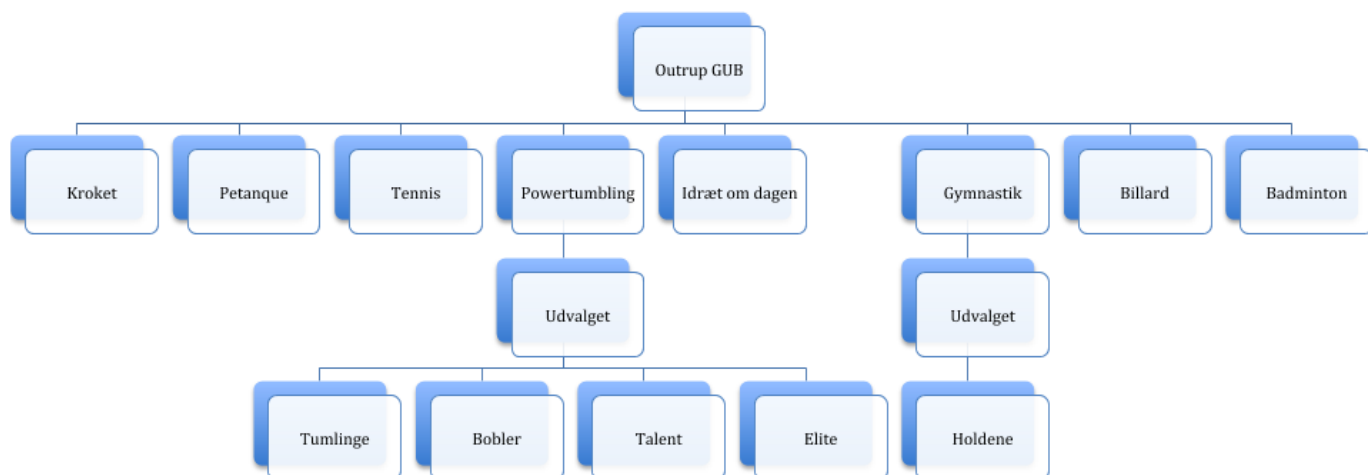 Outrup GUB
Kroket
Petanque
Tennis
Powertumbling
Idræt om dagen
Gymnastik
Billard
Badminton
Udvalget
Udvalget
Tumlinge
Bobler
Talent
Elite
Holdene